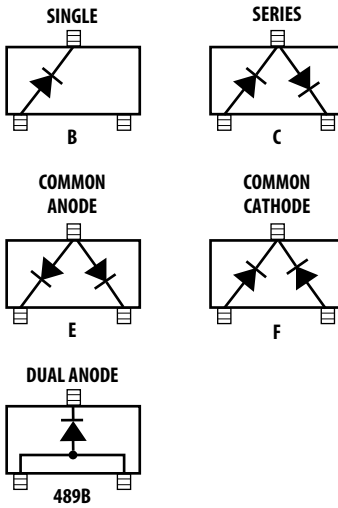 SINGLE
SERIES
B
C
COMMON
ANODE
COMMON
CATHODE
E
F
DUAL ANODE
489B